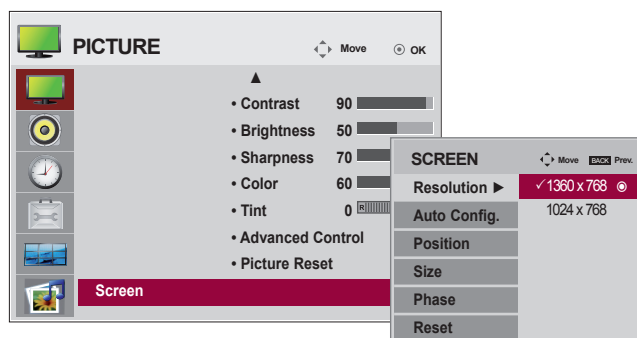 PICTURE
Move
OK
▲
• Contrast 90
• Brightness 50
• Sharpness 70
• Color 60
• Tint 0 R
• Advanced Control
• Picture Reset
Screen
SCREEN
Move BACK Prev.
Resolution ►
✓1360 x 768
1024 x 768
Auto Config.
Position
Size
Phase
Reset